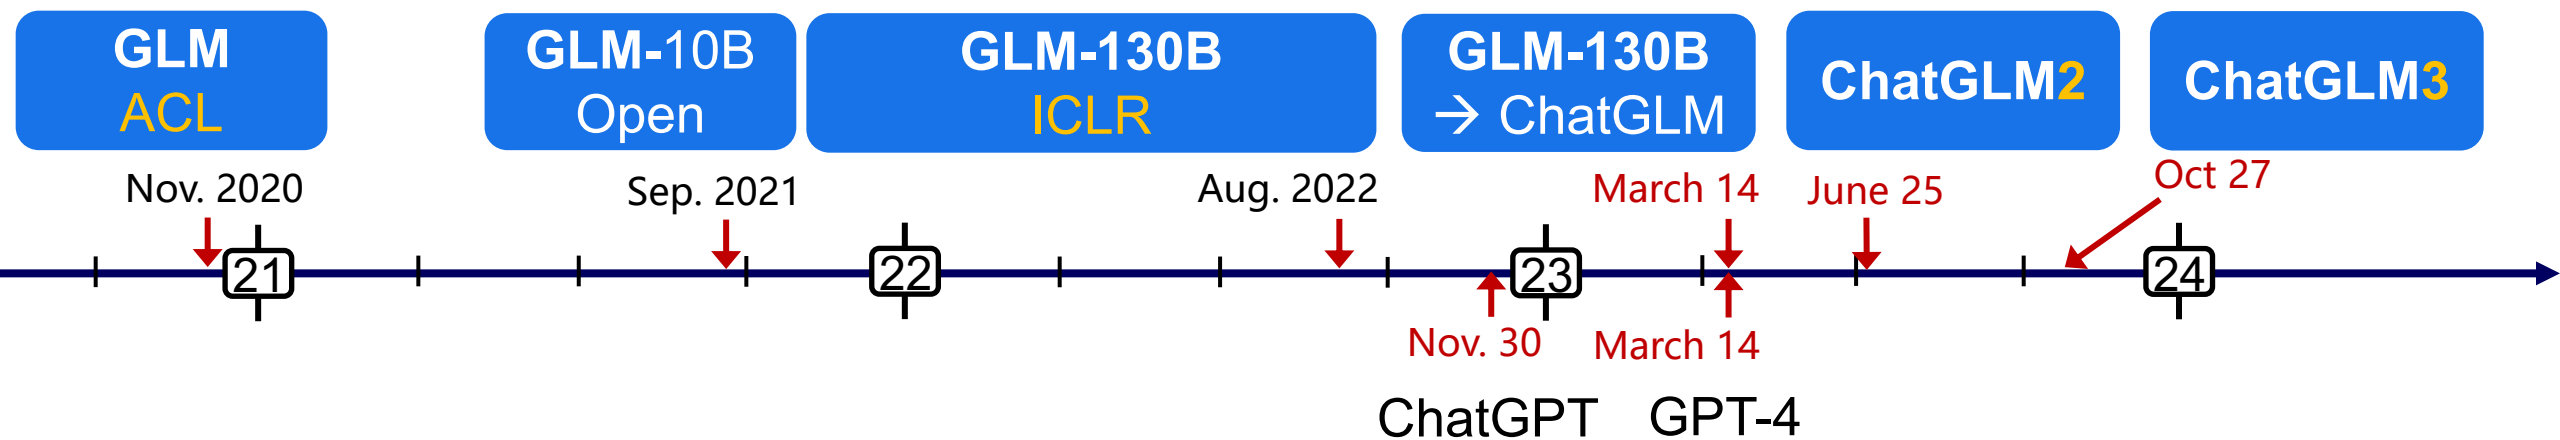 GLM
ACL
GLM-10B
Open
GLM-130B
ICLR
GLM-130B
→ ChatGLM
ChatGLM2
ChatGLM3
Nov. 2020
Sep. 2021
Aug. 2022
March 14
June 25
Oct 27
21
22
23
24
Nov. 30
March 14
ChatGPT
GPT-4